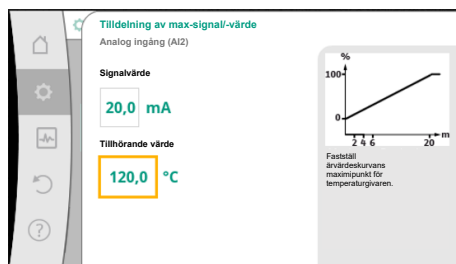 Tilldelning av max-signal/-värde
Analog ingång (AI2)
Signalvärde
20,0 mA
Tillhörande värde
120,0 °C
%
100
0
2 4 6 20 m
Fastställ
ärvärdeskurvans
maximipunkt för
temperaturgivaren.
?